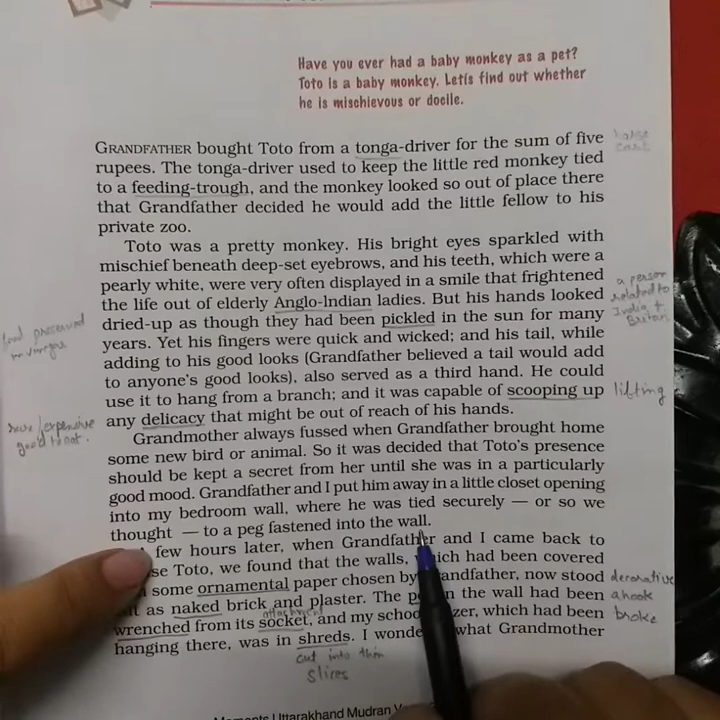 Have you ever had a baby monkey as a pet?
Toto is a baby monkey. Letís find out whether
he is mischievous or docile.
GRANDFATHER bought Toto from a tonga-driver for the sum of five
horse
cart
rupees. The tonga-driver used to keep the little red monkey tied
to a feeding-trough, and the monkey looked so out of place there
that Grandfather decided he would add the little fellow to his
private zoo.
Toto was a pretty monkey. His bright eyes sparkled with
mischief beneath deep-set eyebrows, and his teeth, which were a
pearly white, were very often displayed in a smile that frightened
the life out of elderly Anglo-Indian ladies. But his hands looked
a person
related to
India +
Britan
dried-up as though they had been pickled in the sun for many
food preserved
in vinegre
years. Yet his fingers were quick and wicked; and his tail, while
adding to his good looks (Grandfather believed a tail would add
to anyone's good looks), also served as a third hand. He could
use it to hang from a branch; and it was capable of scooping up
lifting
any delicacy that might be out of reach of his hands.
rare/expensive
good to eat.
Grandmother always fussed when Grandfather brought home
some new bird or animal. So it was decided that Toto's presence
should be kept a secret from her until she was in a particularly
good mood. Grandfather and I put him away in a little closet opening
into my bedroom wall, where he was tied securely — or so we
thought — to a peg fastened into the wall.
few hours later, when Grandfather and I came back to
se Toto, we found that the walls, which had been covered
some ornamental paper chosen by Grandfather, now stood
decorative
as naked brick and plaster. The in the wall had been
a hook
attachment
wrenched from its socket, and my school zer, which had been
broke
hanging there, was in shreds. I wonde what Grandmother
cut into thin
slires
Uttarakhand Mudran